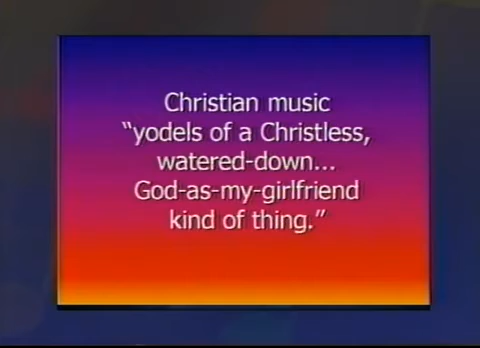 Christian music
“yodels of a Christless,
watered-down...
God-as-my-girlfriend
kind of thing.”